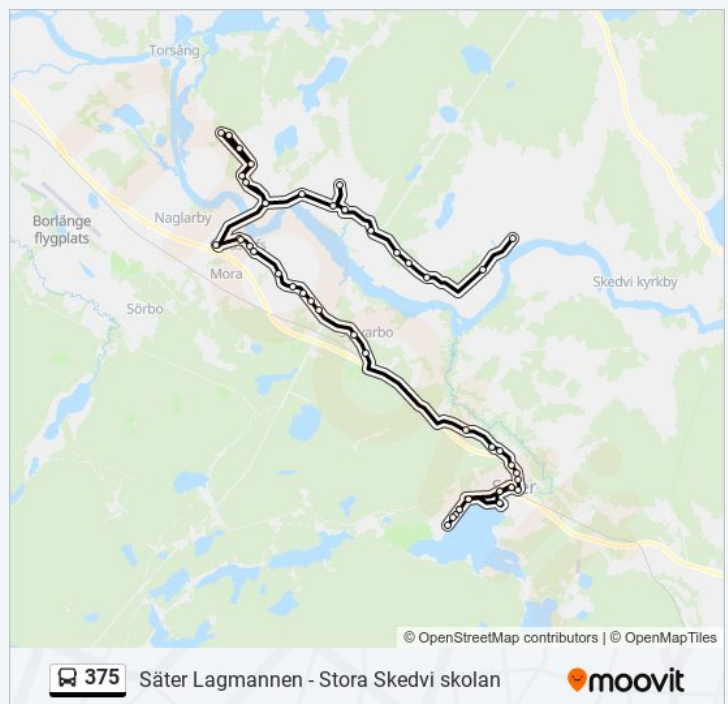 Torsång
Naglarby
Borlänge
flygplats
Mora
Sörbo
Skedvi kyrkby
© OpenStreetMap contributors | © OpenMapTiles
375 Säter Lagmannen - Stora Skedvi skolan moovit